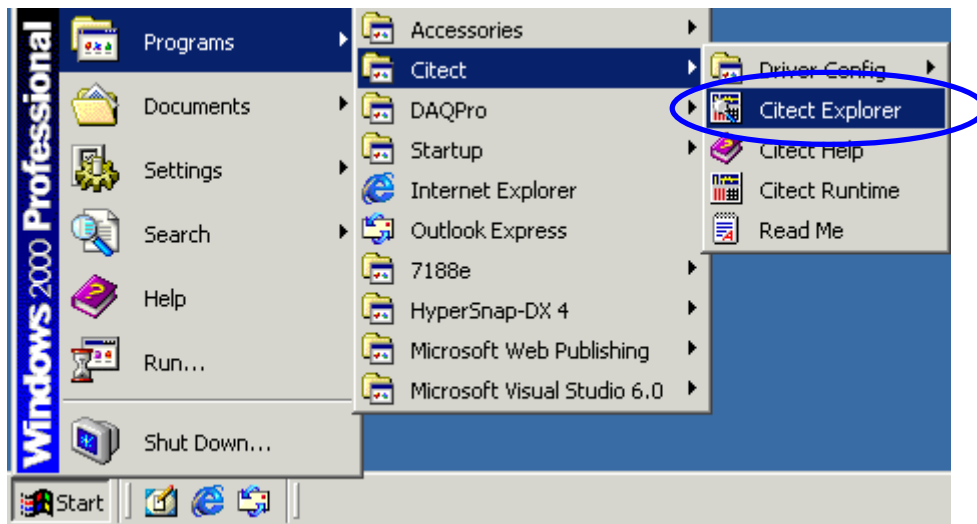 Windows 2000 Professional
Programs
Documents
Settings
Search
Help
Run...
Shut Down...
Accessories
Citect
DAQPro
Startup
Internet Explorer
Outlook Express
7188e
HyperSnap-DX 4
Microsoft Web Publishing
Microsoft Visual Studio 6.0
Driver Config
Citect Explorer
Citect Help
Citect Runtime
Read Me
Start